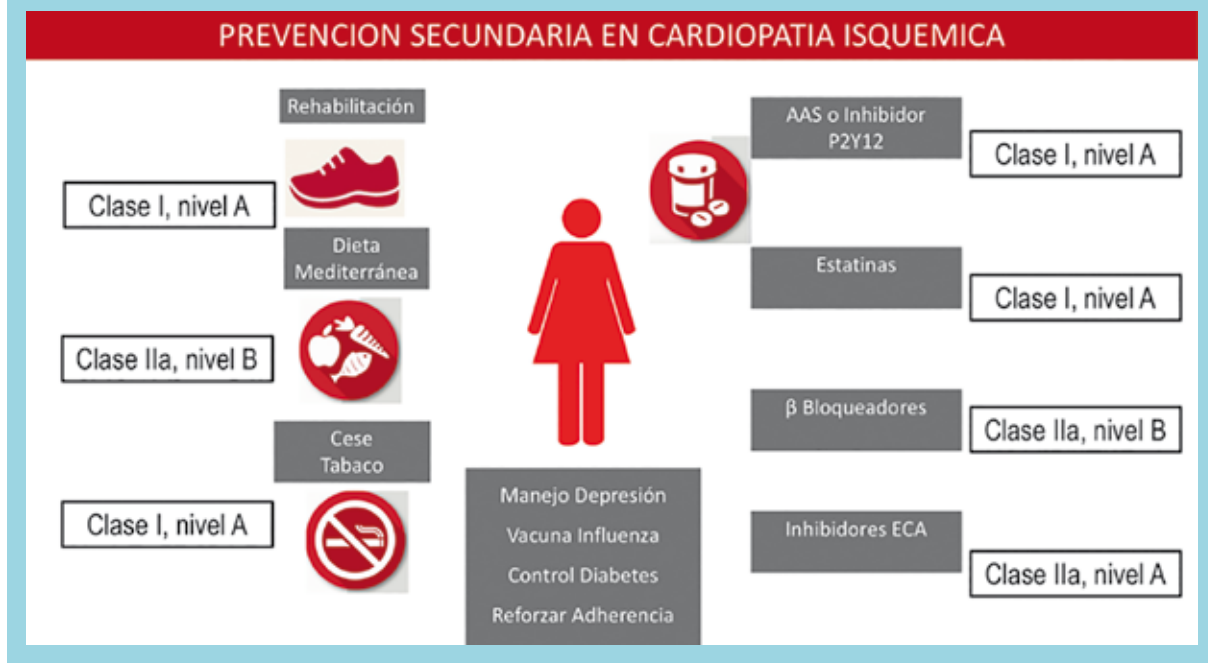 PREVENCION SECUNDARIA EN CARDIOPATIA ISQUEMICA
Rehabilitación
Clase I, nivel A
Dieta
Mediterránea
Clase IIa, nivel B
Cese
Tabaco
Clase I, nivel A
Manejo Depresión
Vacuna Influenza
Control Diabetes
Reforzar Adherencia
AAS o Inhibidor
P2Y12
Clase I, nivel A
Estatinas
Clase I, nivel A
β Bloqueadores
Clase IIa, nivel B
Inhibidores ECA
Clase IIa, nivel A